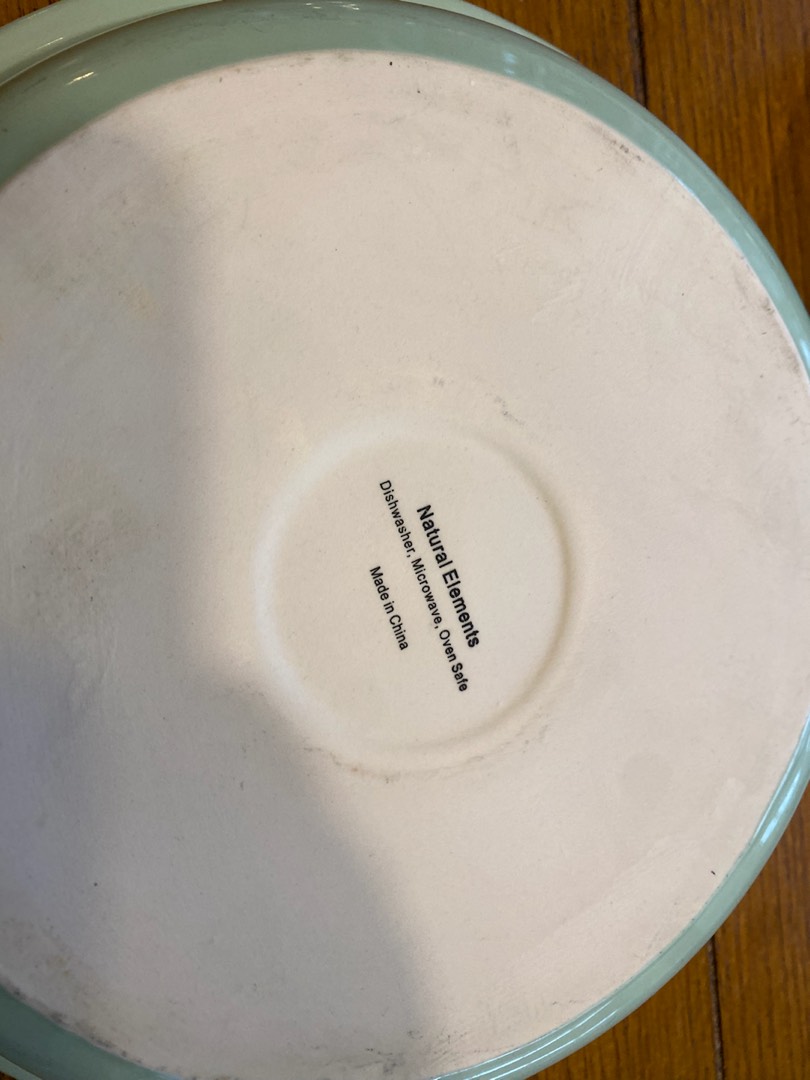 Natural Elements
Dishwasher, Microwave, Oven Safe
Made in China